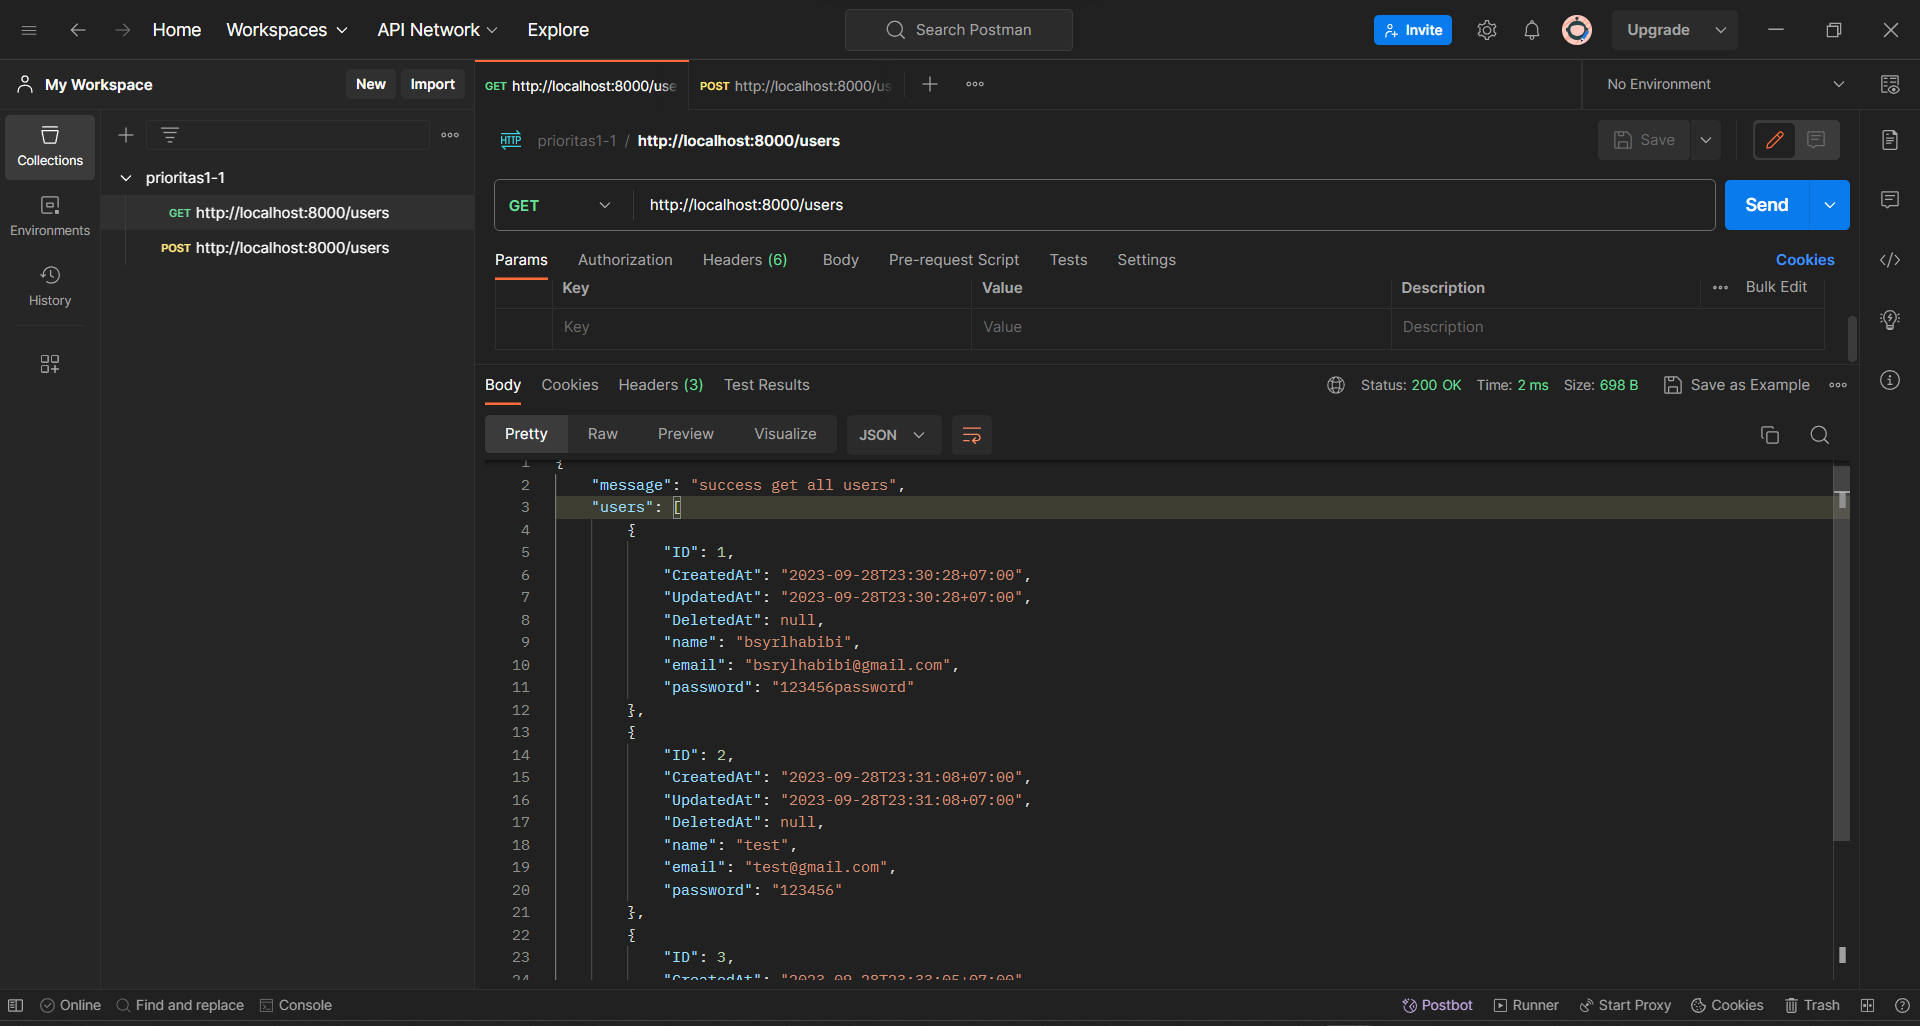 Home Workspaces API Network Explore Search Postman Invite Upgrade
My Workspace New Import GET http://localhost:8000/use POST http://localhost:8000/us No Environment
Collections
Environments
History
prioritas1-1
GET http://localhost:8000/users
POST http://localhost:8000/users
HTTP prioritas1-1 / http://localhost:8000/users Save
GET http://localhost:8000/users Send
Params Authorization Headers (6) Body Pre-request Script Tests Settings Cookies
Key Value Description Bulk Edit
Key Value Description
Body Cookies Headers (3) Test Results Status: 200 OK Time: 2 ms Size: 698 B Save as Example
Pretty Raw Preview Visualize JSON
1 {
2 "message": "success get all users",
3 "users": [
4 {
5 "ID": 1,
6 "CreatedAt": "2023-09-28T23:30:28+07:00",
7 "UpdatedAt": "2023-09-28T23:30:28+07:00",
8 "DeletedAt": null,
9 "name": "bsyrlhabibi",
10 "email": "bsrylhabibi@gmail.com",
11 "password": "123456password"
12 },
13 {
14 "ID": 2,
15 "CreatedAt": "2023-09-28T23:31:08+07:00",
16 "UpdatedAt": "2023-09-28T23:31:08+07:00",
17 "DeletedAt": null,
18 "name": "test",
19 "email": "test@gmail.com",
20 "password": "123456"
21 },
22 {
23 "ID": 3,
24 "CreatedAt": "2023-09-28T23:33:05+07:00"
Online Find and replace Console Postbot Runner Start Proxy Cookies Trash